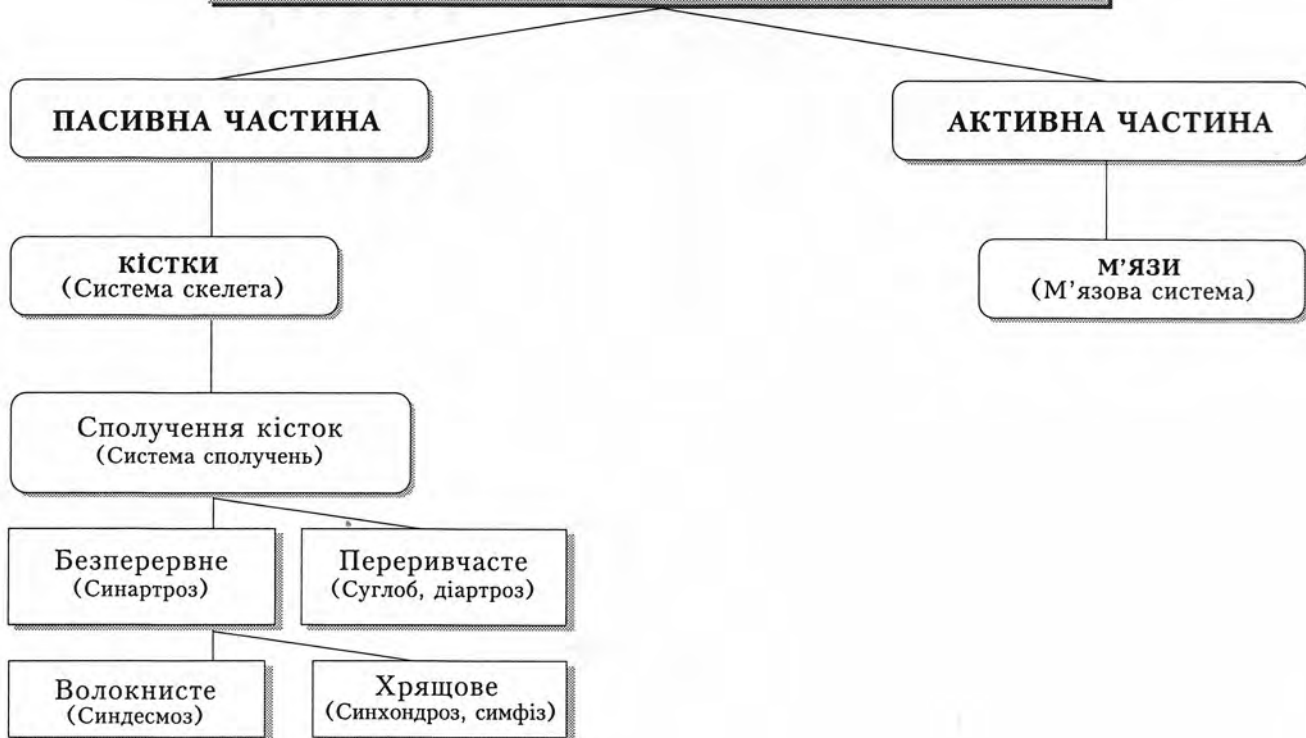 ПАСИВНА ЧАСТИНА
АКТИВНА ЧАСТИНА
КІСТКИ
(Система скелета)
М’ЯЗИ
(М’язова система)
Сполучення кісток
(Система сполучень)
Безперервне
(Синартроз)
Переривчасте
(Суглоб, діартроз)
Волокнисте
(Синдесмоз)
Хрящове
(Синхондроз, симфіз)